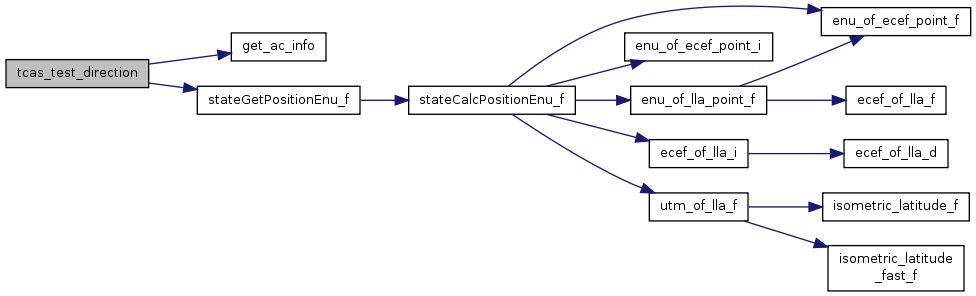 tcas_test_direction
get_ac_info
stateGetPositionEnu_f
stateCalcPositionEnu_f
enu_of_ecef_point_f
enu_of_ecef_point_i
enu_of_lla_point_f
ecef_of_lla_f
ecef_of_lla_i
ecef_of_lla_d
utm_of_lla_f
isometric_latitude_f
isometric_latitude
_fast_f